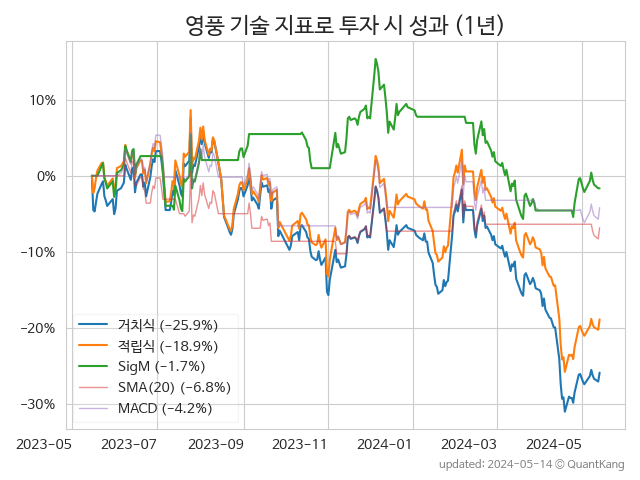 영풍 기술 지표로 투자 시 성과 (1년)
10%
0%
−10%
−20%
−30%
거치식 (−25.9%)
적립식 (−18.9%)
SigM (−1.7%)
SMA(20) (−6.8%)
MACD (−4.2%)
2023-05 2023-07 2023-09 2023-11 2024-01 2024-03 2024-05
updated: 2024-05-14 © QuantKang